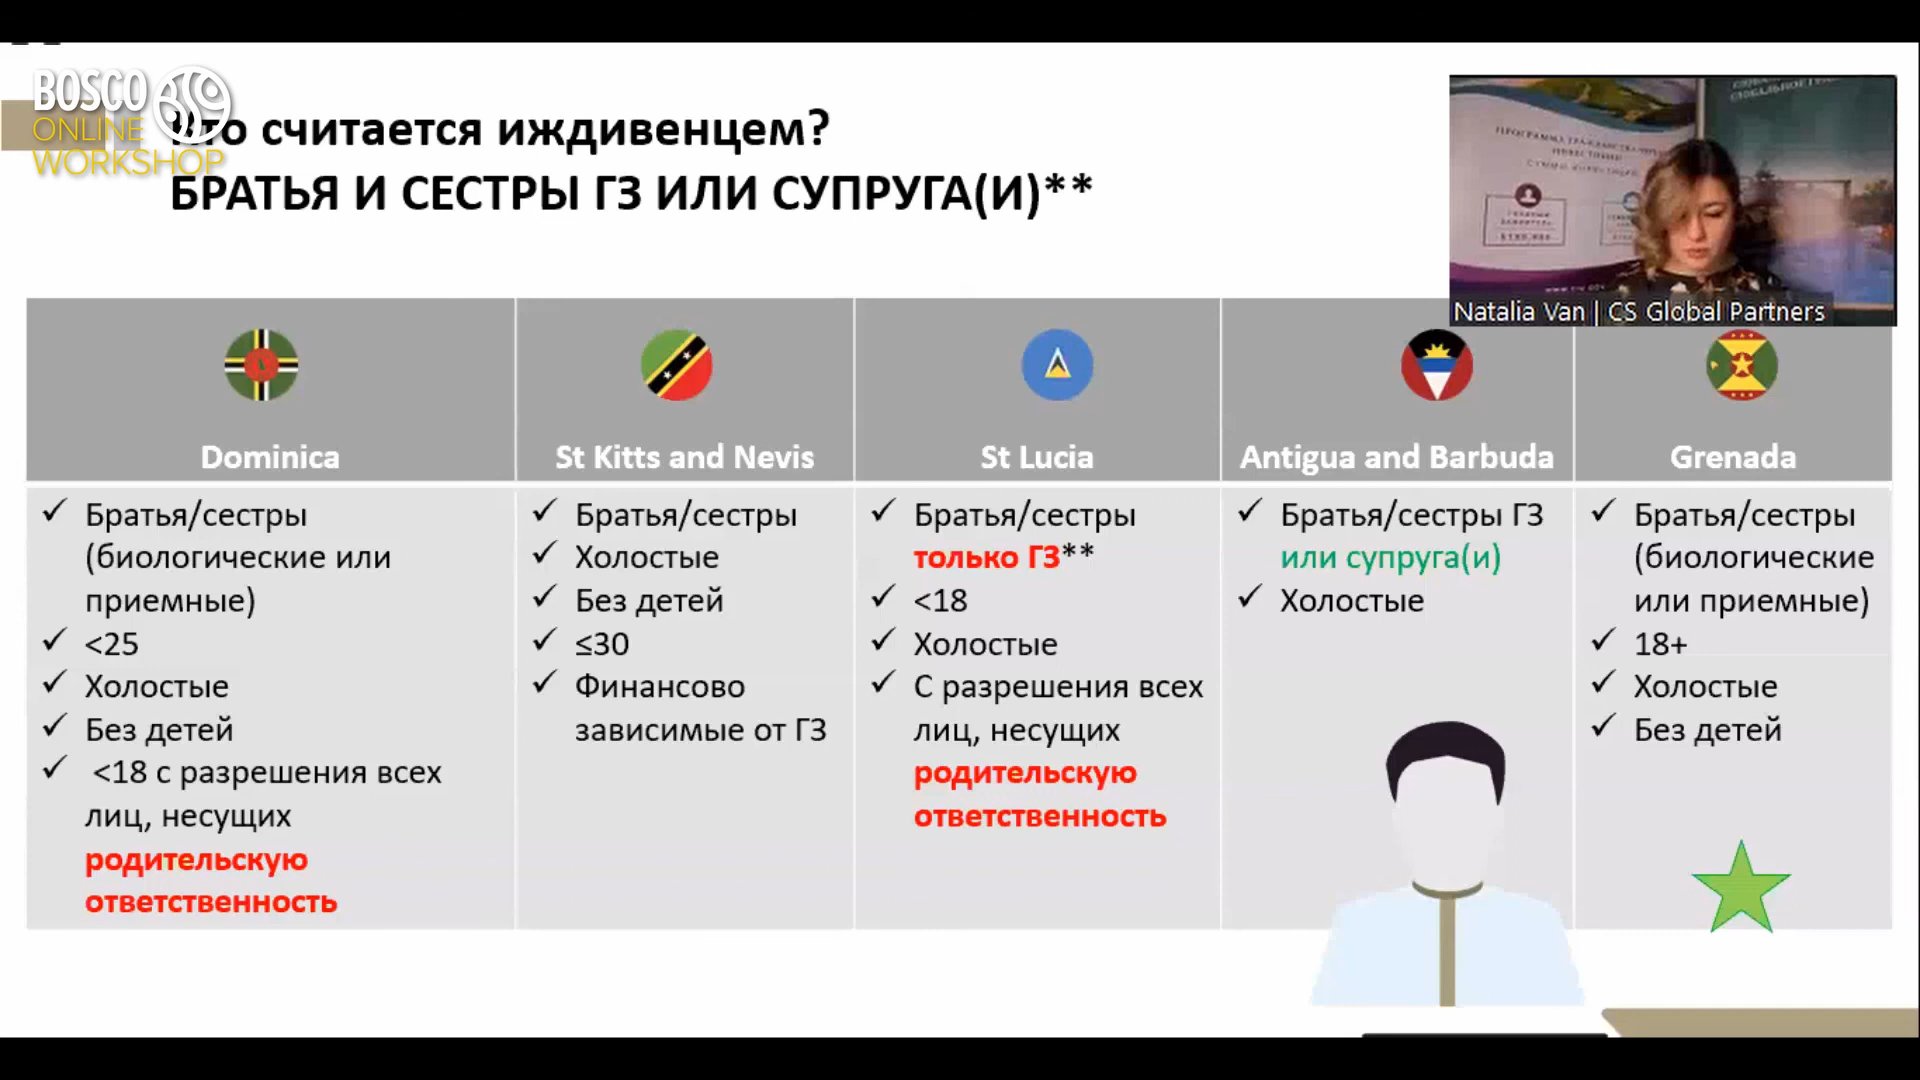 BOSCO
ONLINE
WORKSHOP
то считается иждивенцем?
БРАТЬЯ И СЕСТРЫ ГЗ ИЛИ СУПРУГА(И)**
ПРОГРАММА ГРАЖДАНСТВА
Natalia Van | CS Global Partners
Dominica
St Kitts and Nevis
St Lucia
Antigua and Barbuda
Grenada
✓ Братья/сестры
(биологические или
приемные)
✓ <25
✓ Холостые
✓ Без детей
✓ <18 с разрешения всех
лиц, несущих
родительскую
ответственность
✓ Братья/сестры
✓ Холостые
✓ Без детей
✓ ≤30
✓ Финансово
зависимые от ГЗ
✓ Братья/сестры
только ГЗ**
✓ <18
✓ Холостые
✓ С разрешения всех
лиц, несущих
родительскую
ответственность
✓ Братья/сестры ГЗ
или супруга(и)
✓ Холостые
✓ Братья/сестры
(биологические
или приемные)
✓ 18+
✓ Холостые
✓ Без детей